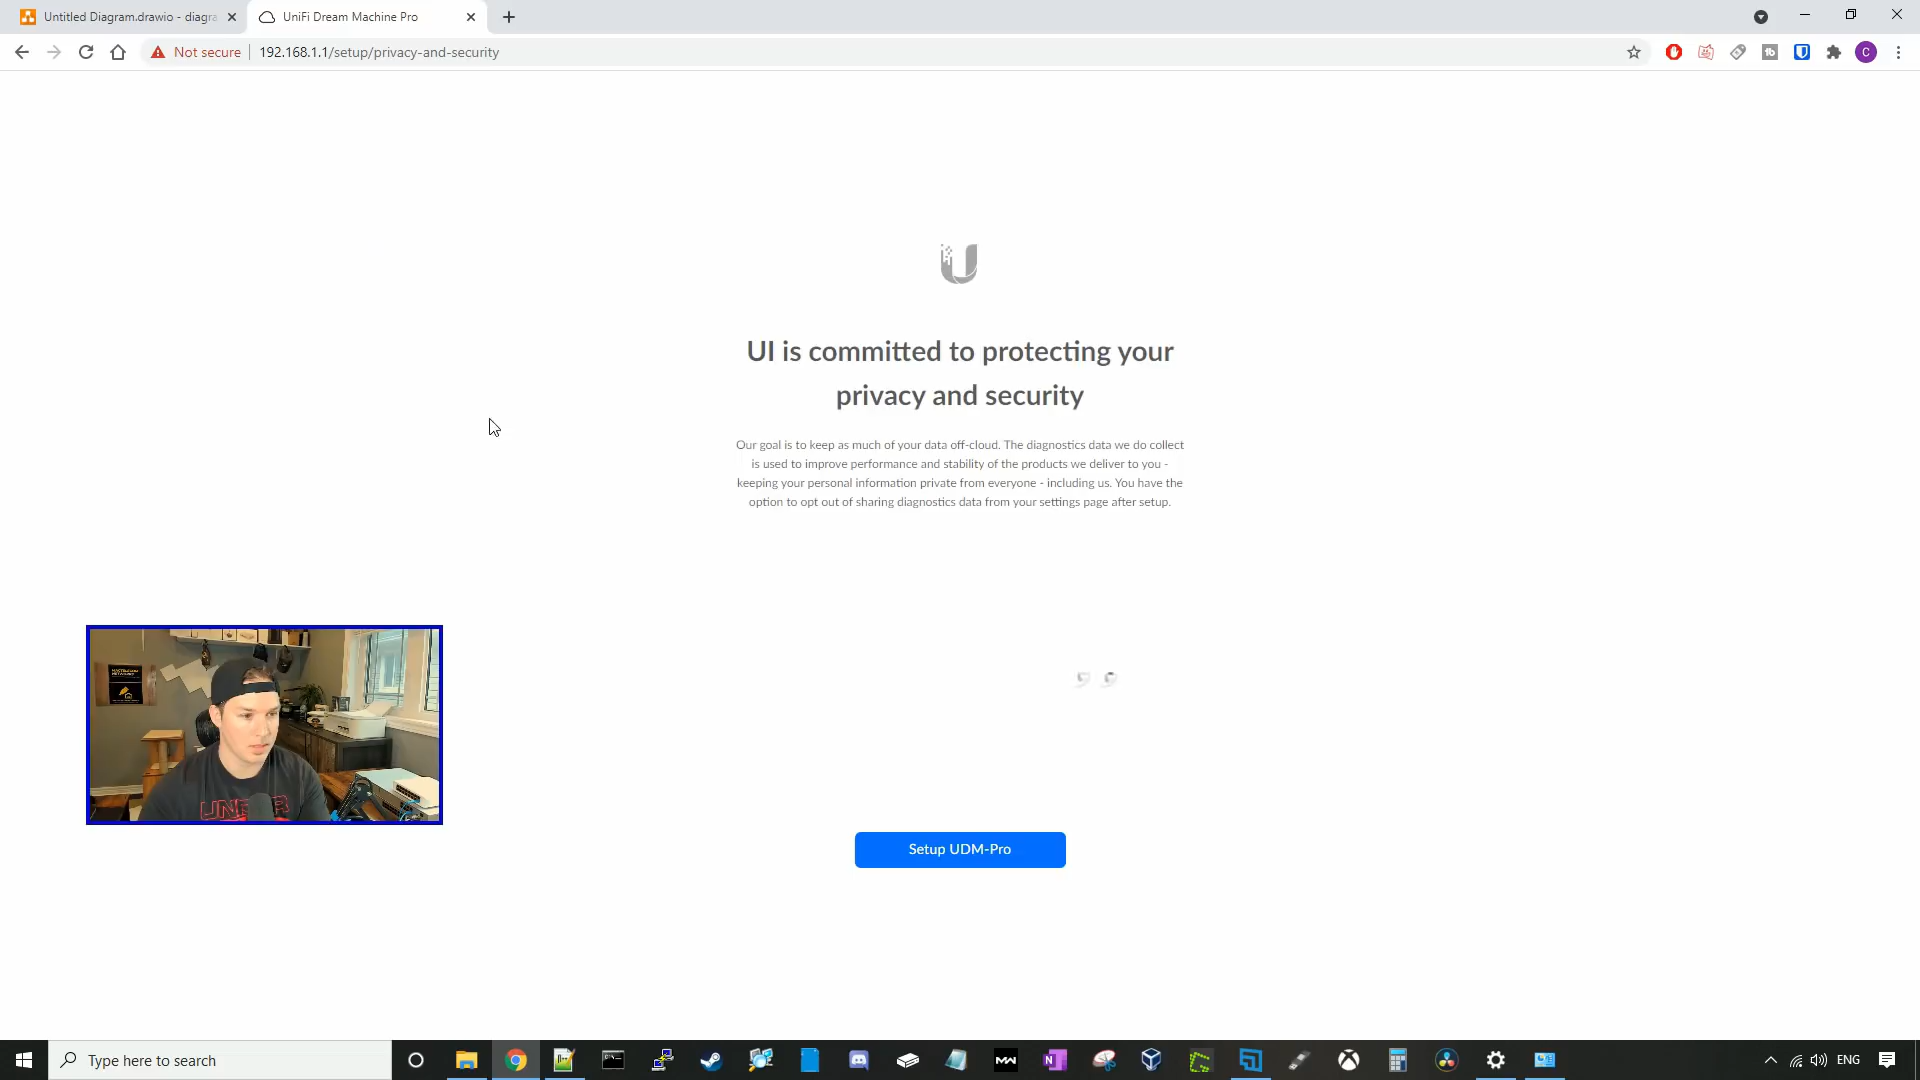 Untitled Diagram.drawio - diagra
UniFi Dream Machine Pro
Not secure
192.168.1.1/setup/privacy-and-security
C
UI is committed to protecting your
privacy and security
Our goal is to keep as much of your data off-cloud. The diagnostics data we do collect
is used to improve performance and stability of the products we deliver to you -
keeping your personal information private from everyone - including us. You have the
option to opt out of sharing diagnostics data from your settings page after setup.
UNDER
Setup UDM-Pro
Type here to search
MW
N
ENG